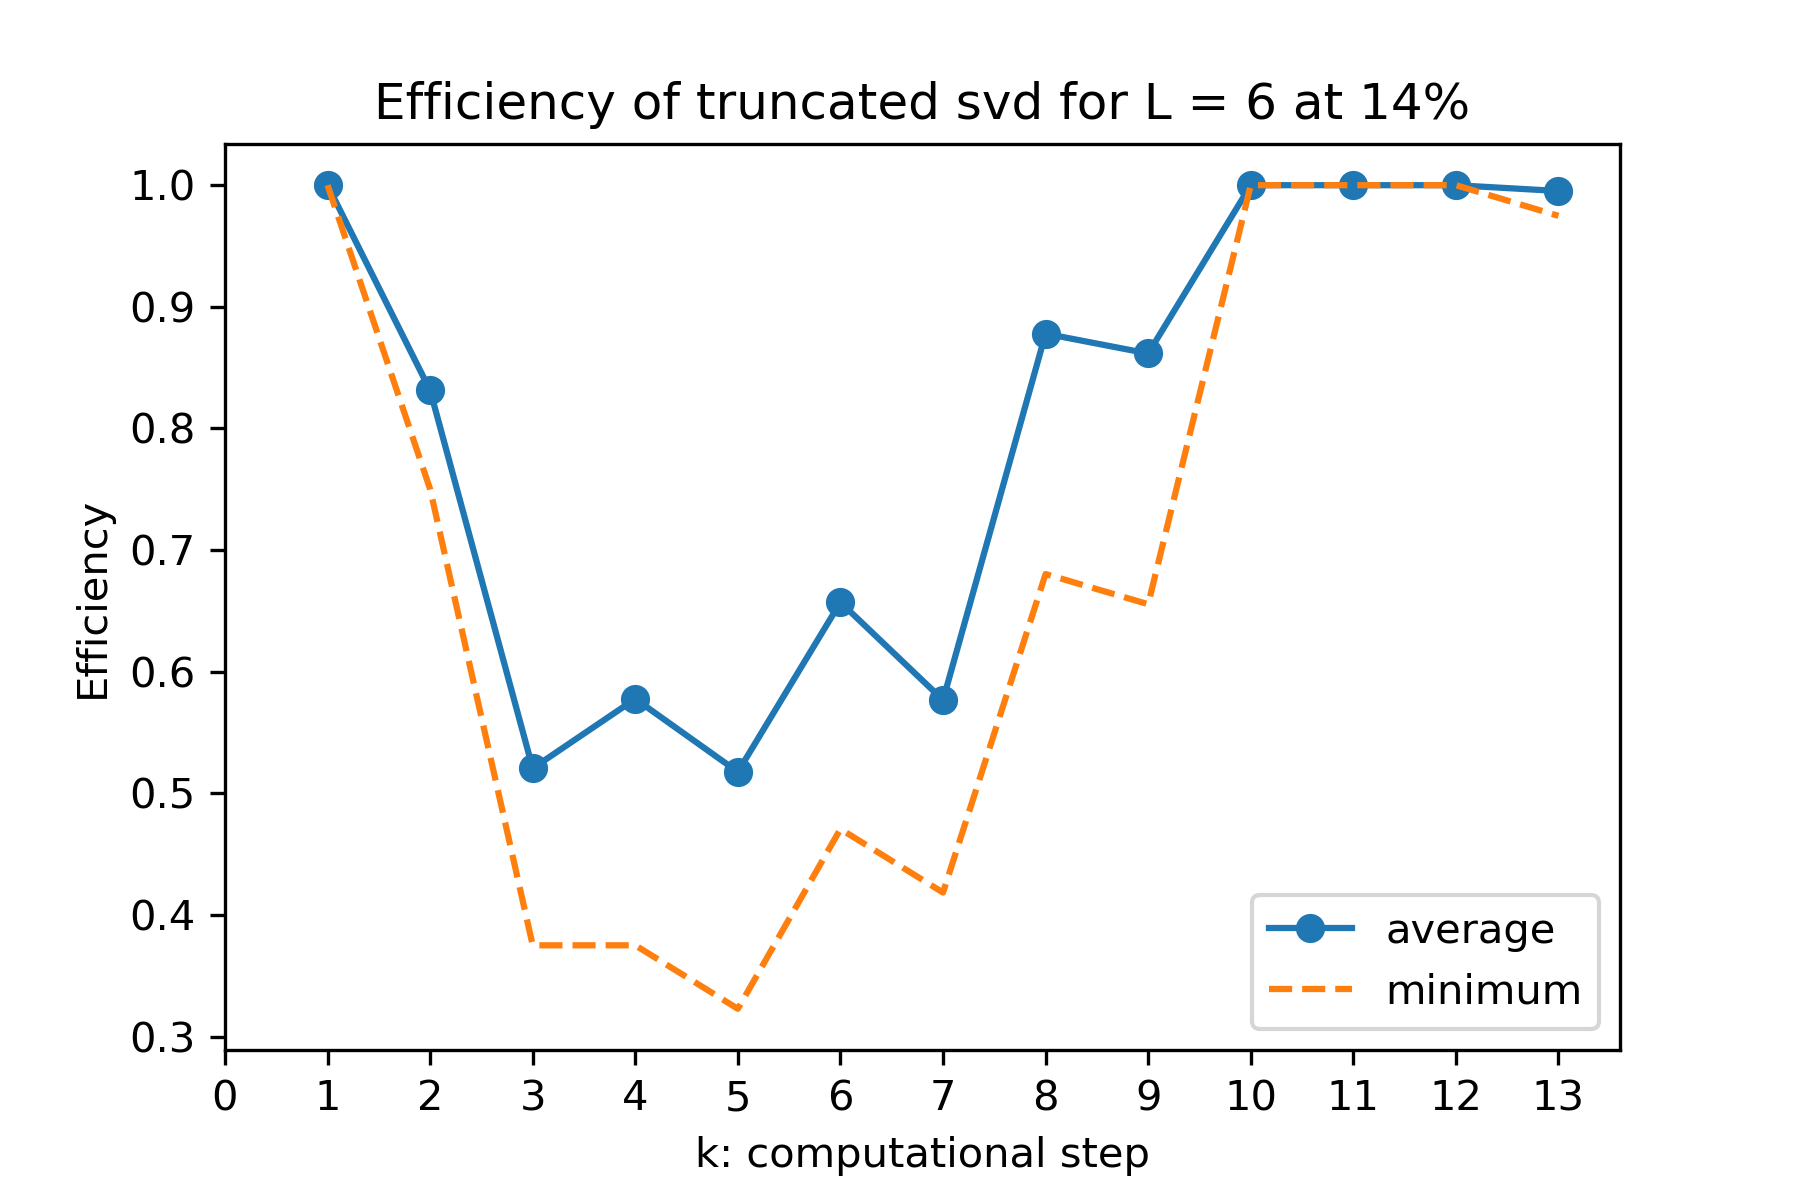 Efficiency of truncated svd for L = 6 at 14%
1.0
0.9
0.8
0.7
0.6
0.5
0.4
0.3
Efficiency
average
minimum
0 1 2 3 4 5 6 7 8 9 10 11 12 13
k: computational step